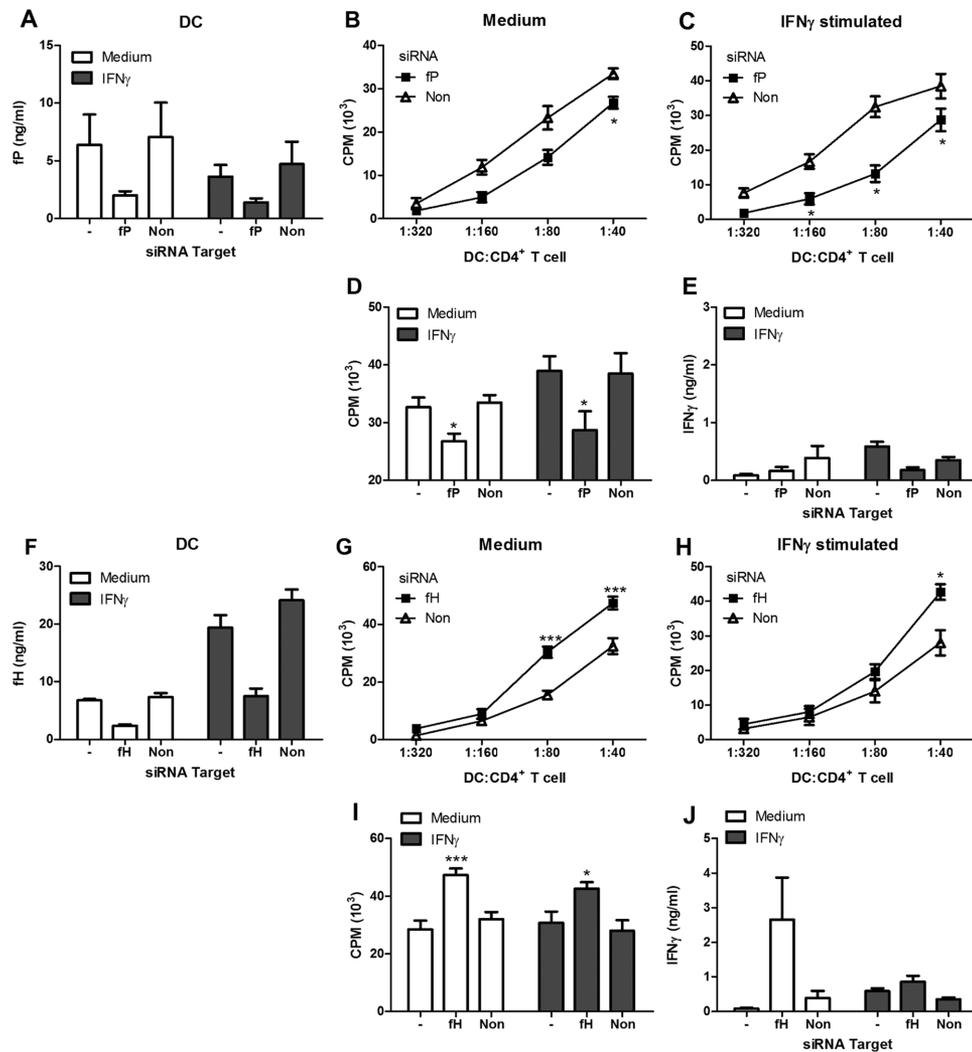 A
DC
Medium
IFNγ
fP (ng/ml)
15
10
5
0
- fP Non - fP Non
siRNA Target
B
Medium
siRNA
fP
Non
CPM (10³)
40
30
20
10
0
*
1:320 1:160 1:80 1:40
DC:CD4⁺ T cell
C
IFNγ stimulated
siRNA
fP
Non
CPM (10³)
50
40
30
20
10
0
* * *
1:320 1:160 1:80 1:40
DC:CD4⁺ T cell
D
Medium
IFNγ
CPM (10³)
50
40
30
20
* *
- fP Non - fP Non
E
Medium
IFNγ
IFNγ (ng/ml)
3
2
1
0
- fP Non - fP Non
siRNA Target
F
DC
Medium
IFNγ
fH (ng/ml)
30
20
10
0
- fH Non - fH Non
siRNA Target
G
Medium
siRNA
fH
Non
CPM (10³)
60
40
20
0
*** ***
1:320 1:160 1:80 1:40
DC:CD4⁺ T cell
H
IFNγ stimulated
siRNA
fH
Non
CPM (10³)
50
40
30
20
10
0
*
1:320 1:160 1:80 1:40
DC:CD4⁺ T cell
I
Medium
IFNγ
CPM (10³)
60
40
20
0
*** *
- fH Non - fH Non
J
Medium
IFNγ
IFNγ (ng/ml)
5
4
3
2
1
0
- fH Non - fH Non
siRNA Target